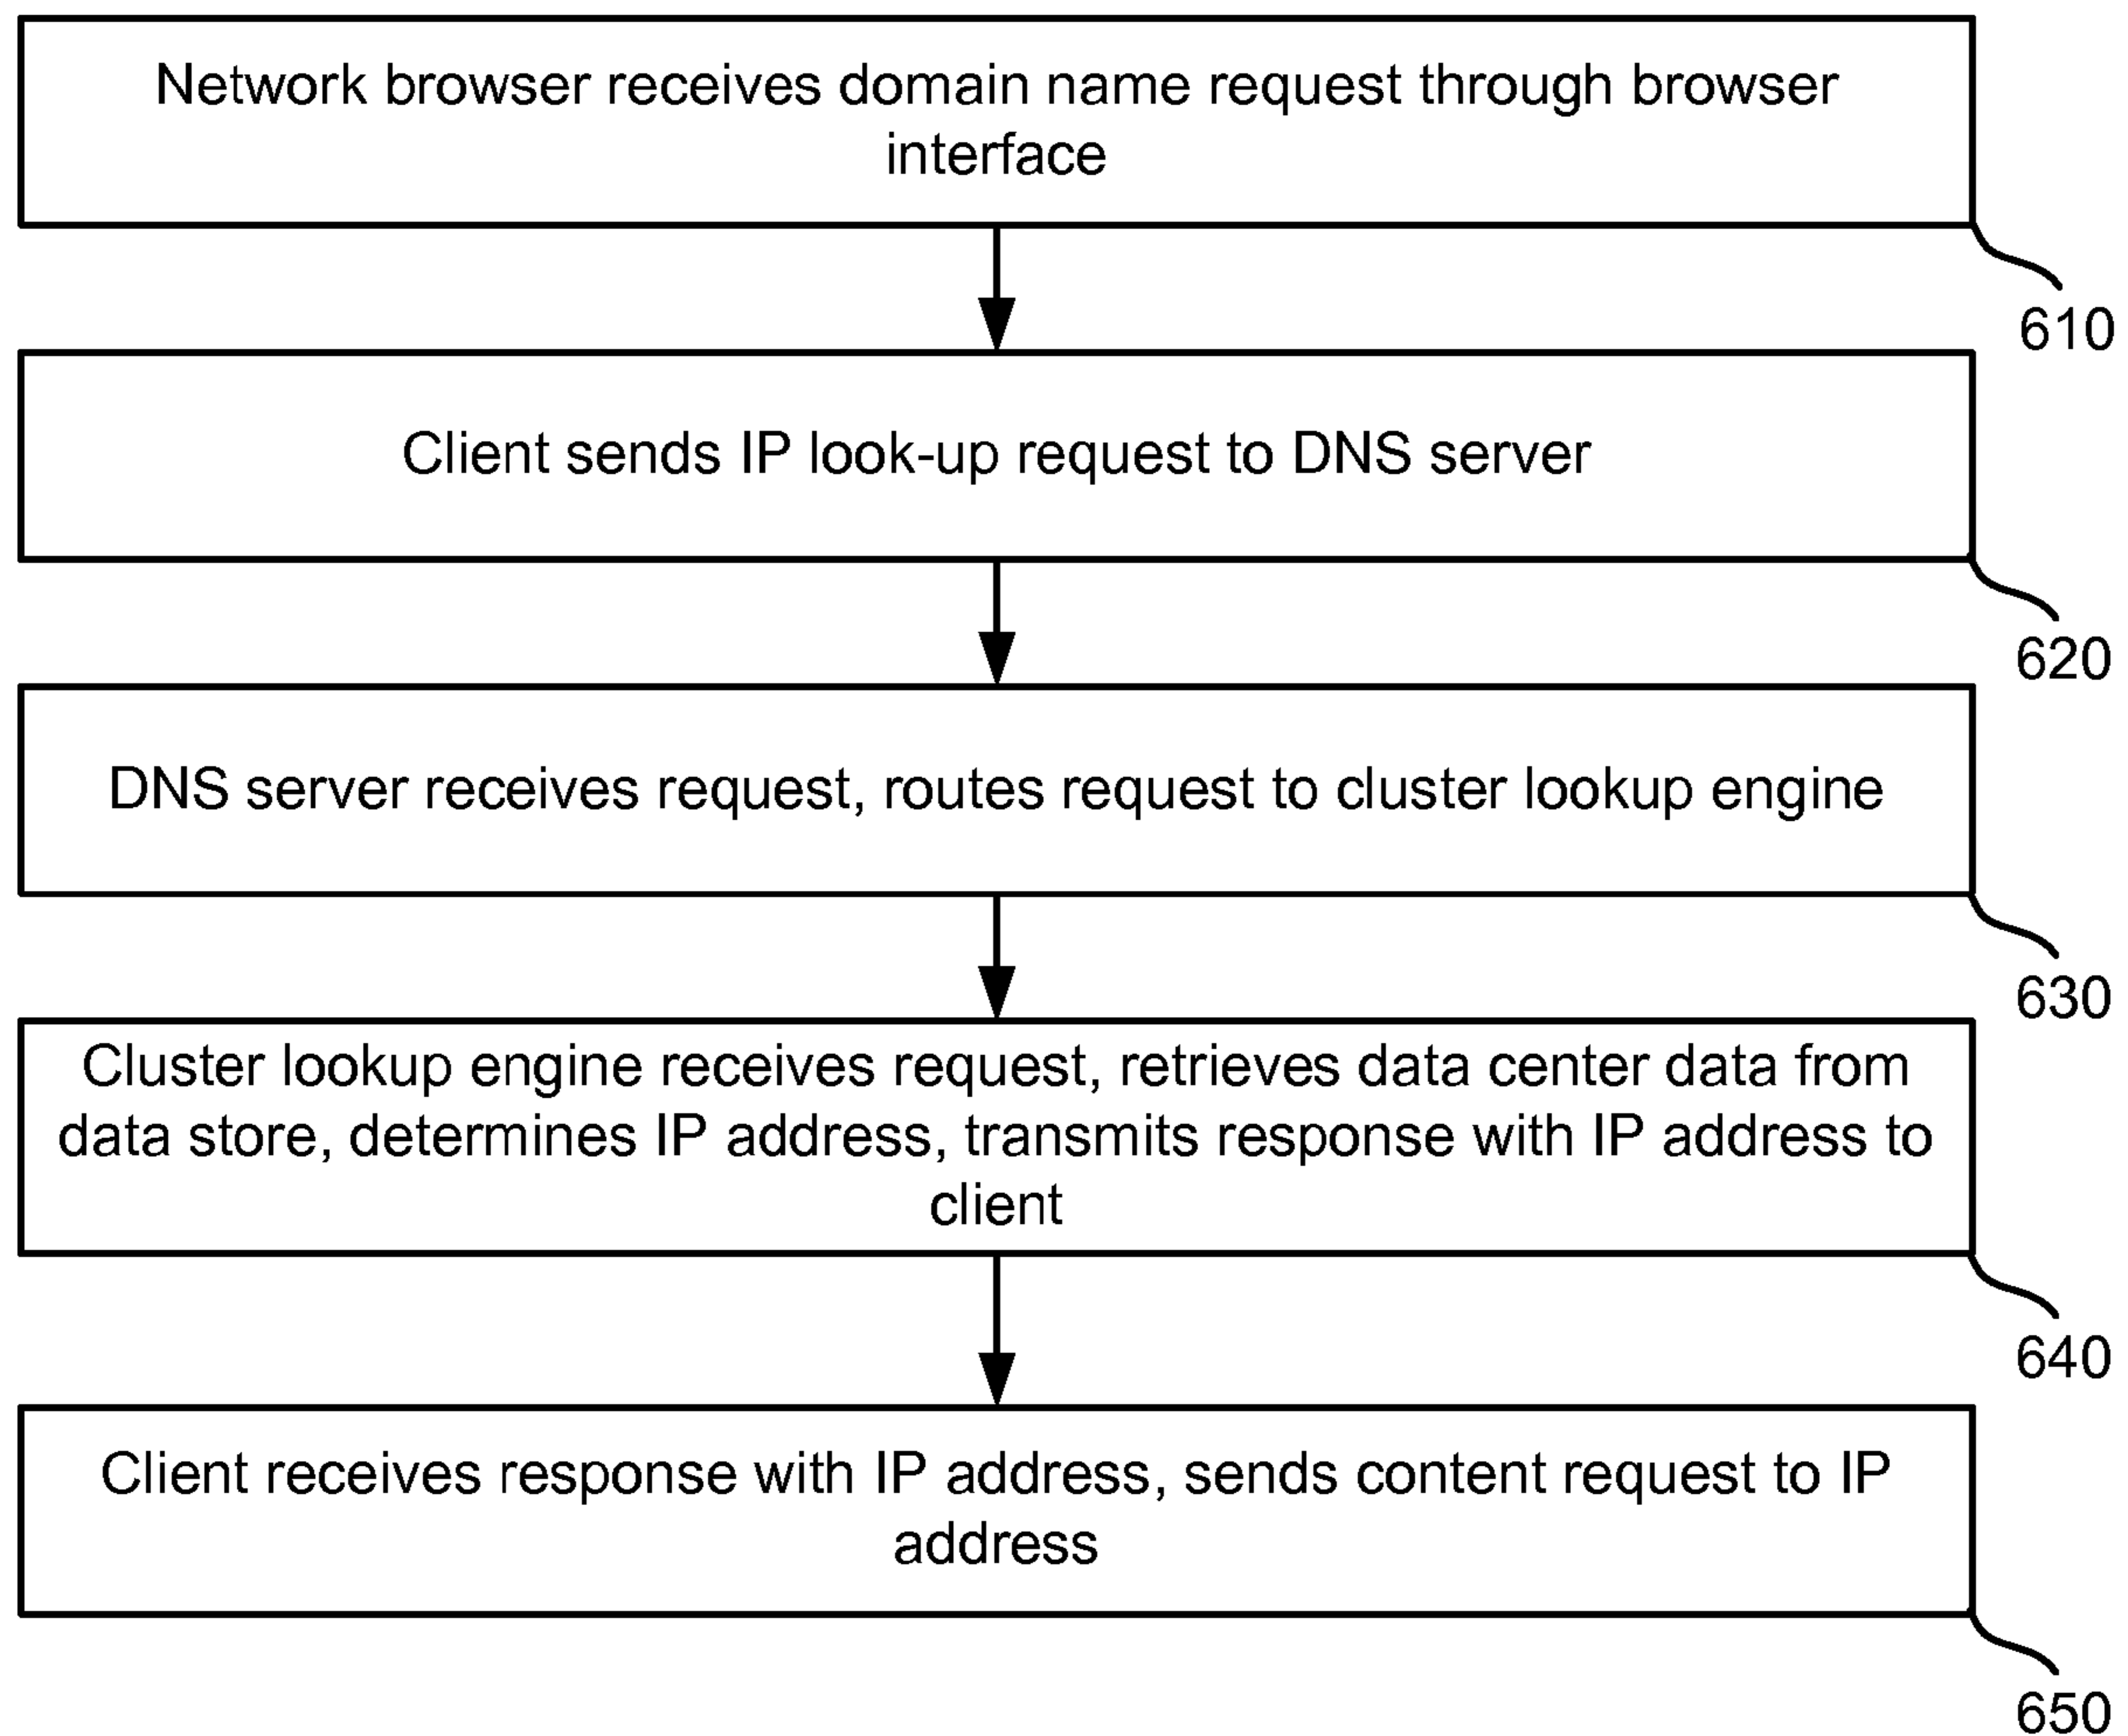 Network browser receives domain name request through browser
interface
610
Client sends IP look-up request to DNS server
620
DNS server receives request, routes request to cluster lookup engine
630
Cluster lookup engine receives request, retrieves data center data from
data store, determines IP address, transmits response with IP address to
client
640
Client receives response with IP address, sends content request to IP
address
650